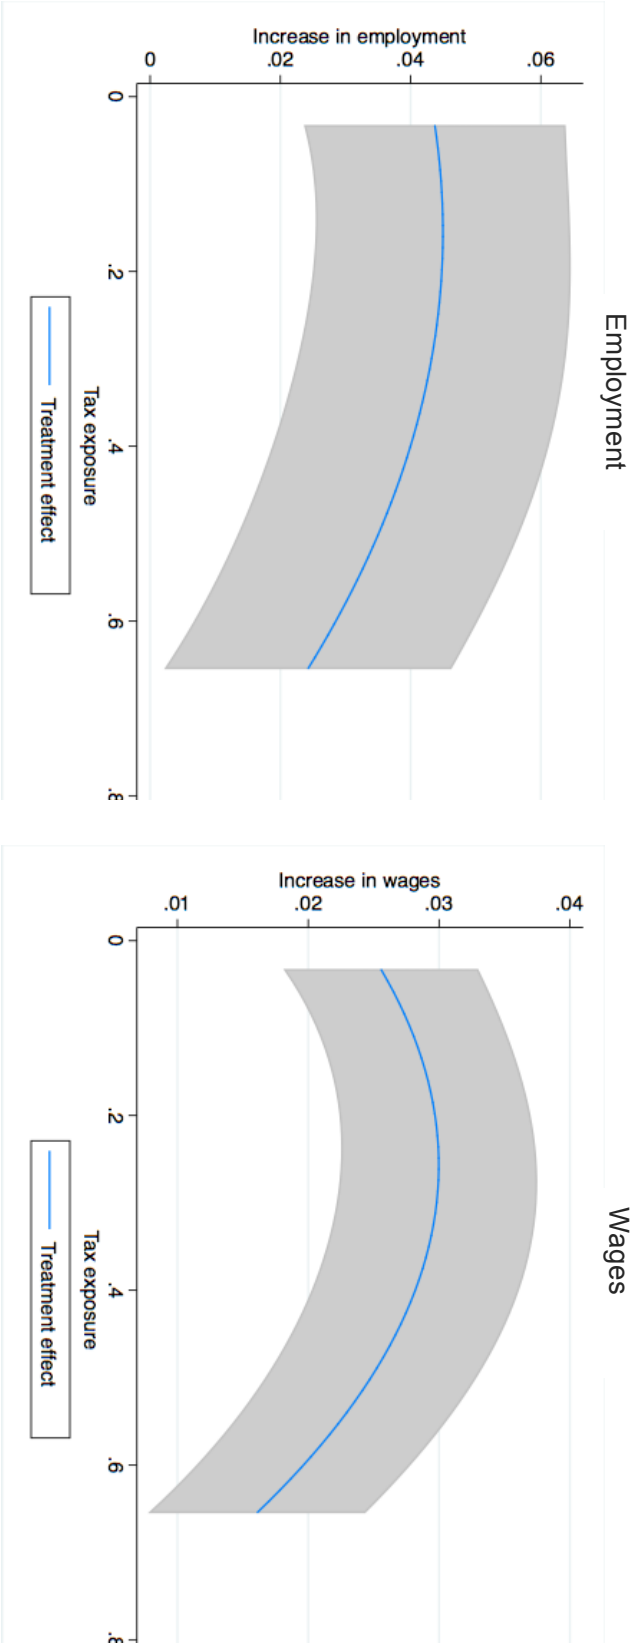 Employment
Increase in employment
0
.02
.04
.06
0
.2
.4
.6
.8
Tax exposure
Treatment effect
Wages
Increase in wages
.01
.02
.03
.04
0
.2
.4
.6
.8
Tax exposure
Treatment effect